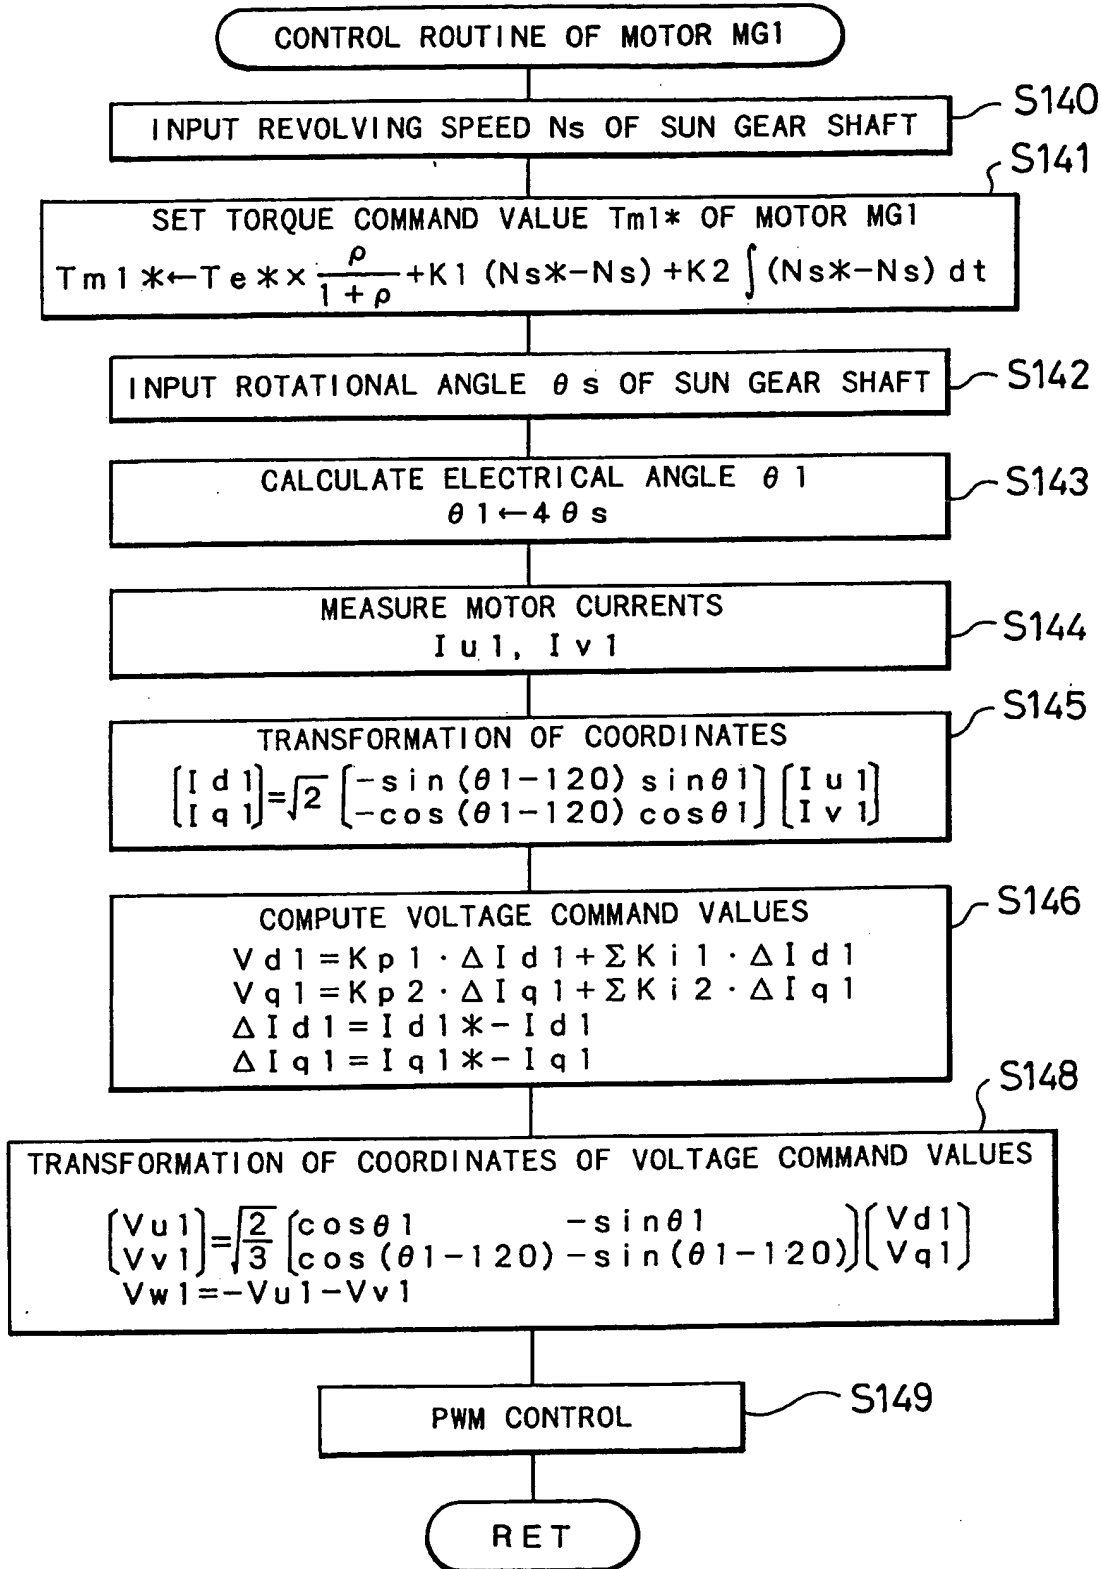 CONTROL ROUTINE OF MOTOR MG1
INPUT REVOLVING SPEED Ns OF SUN GEAR SHAFT
S140
SET TORQUE COMMAND VALUE Tm1* OF MOTOR MG1
Tm1*←Te*×ρ/(1+ρ)+K1(Ns*-Ns)+K2∫(Ns*-Ns)dt
S141
INPUT ROTATIONAL ANGLE θs OF SUN GEAR SHAFT
S142
CALCULATE ELECTRICAL ANGLE θ1
θ1←4θs
S143
MEASURE MOTOR CURRENTS
Iu1, Iv1
S144
TRANSFORMATION OF COORDINATES
[Id1]=√2 [-sin(θ1-120) sinθ1] [Iu1]
[Iq1] [-cos(θ1-120) cosθ1] [Iv1]
S145
COMPUTE VOLTAGE COMMAND VALUES
Vd1=Kp1·ΔId1+ΣKi1·ΔId1
Vq1=Kp2·ΔIq1+ΣKi2·ΔIq1
ΔId1=Id1*-Id1
ΔIq1=Iq1*-Iq1
S146
TRANSFORMATION OF COORDINATES OF VOLTAGE COMMAND VALUES
[Vu1]=√(2/3) [cosθ1 -sinθ1] [Vd1]
[Vv1] [cos(θ1-120) -sin(θ1-120)] [Vq1]
Vw1=-Vu1-Vv1
S148
PWM CONTROL
S149
RET